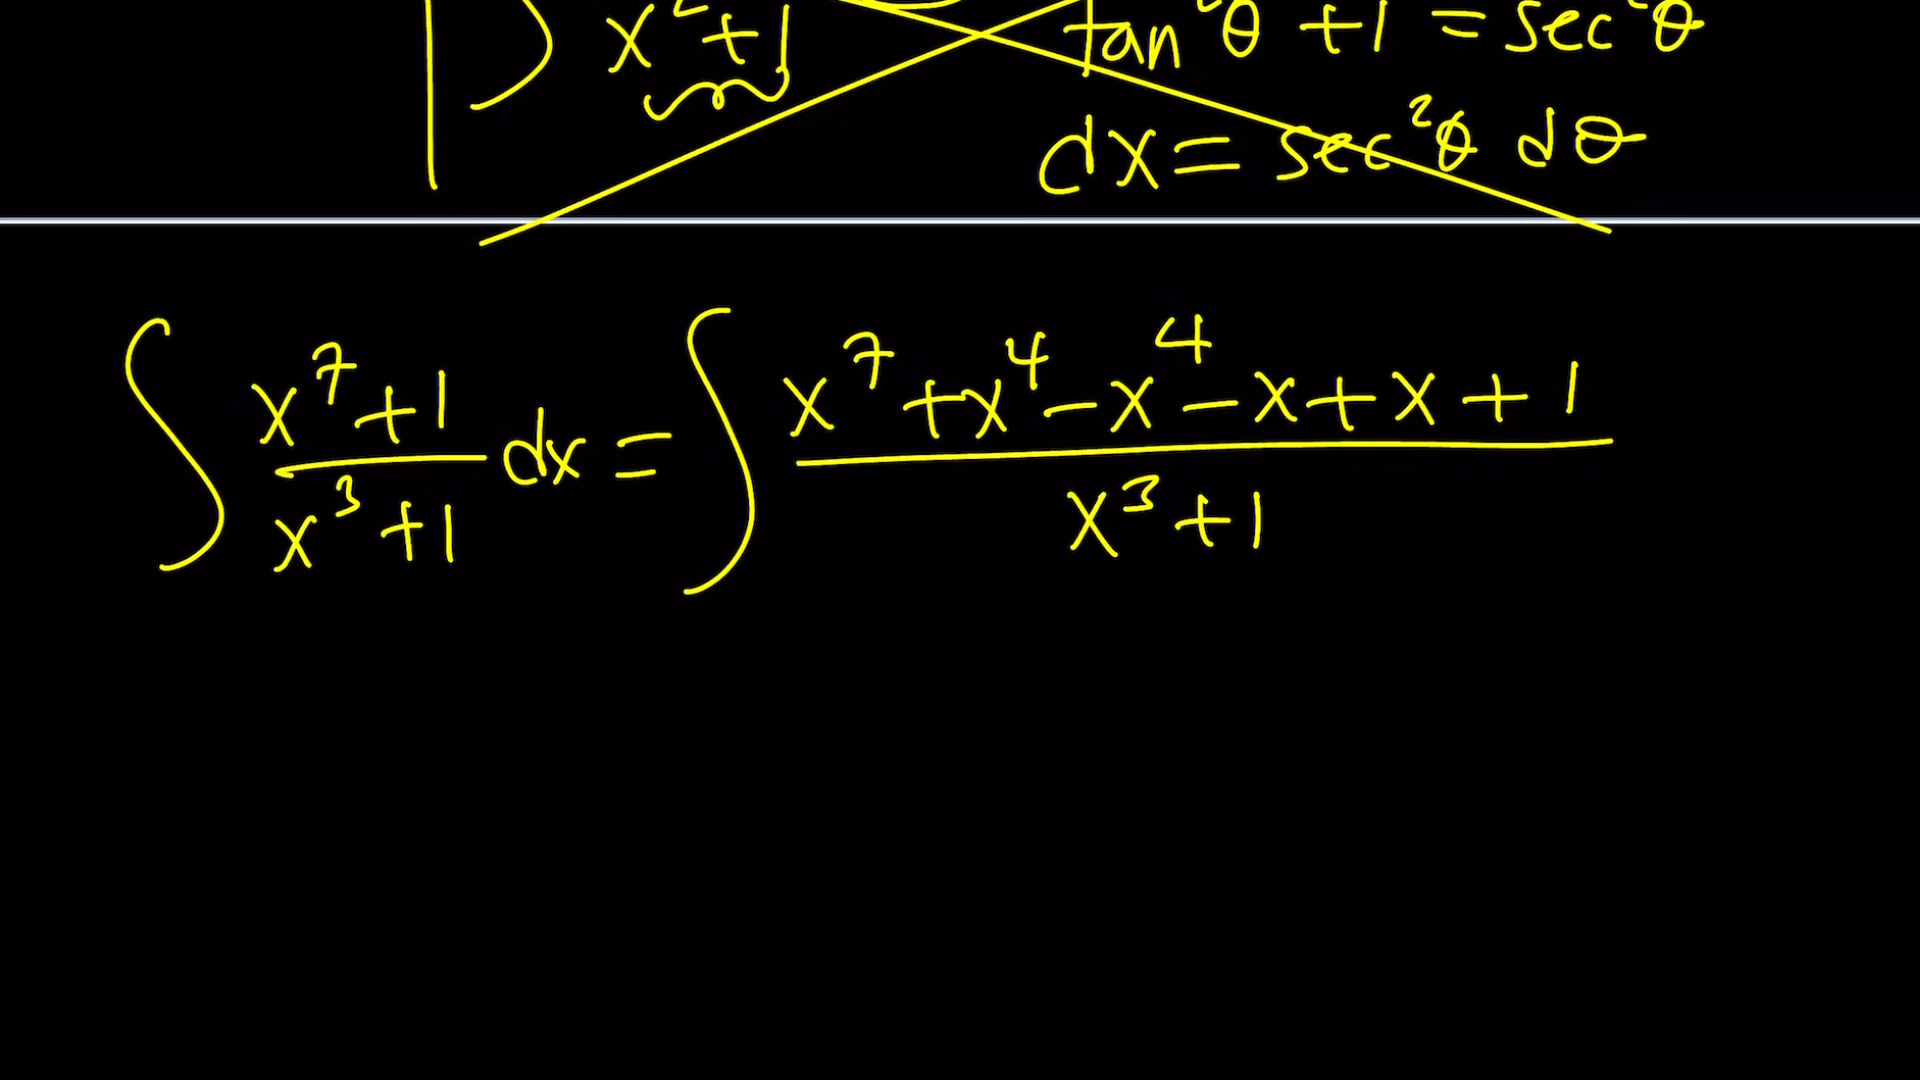 x²+1 tan²θ +1 = sec²θ
dx = sec²θ dθ
∫ (x⁷+1)/(x³+1) dx = ∫ (x⁷+x⁴-x⁴-x+x+1)/(x³+1)